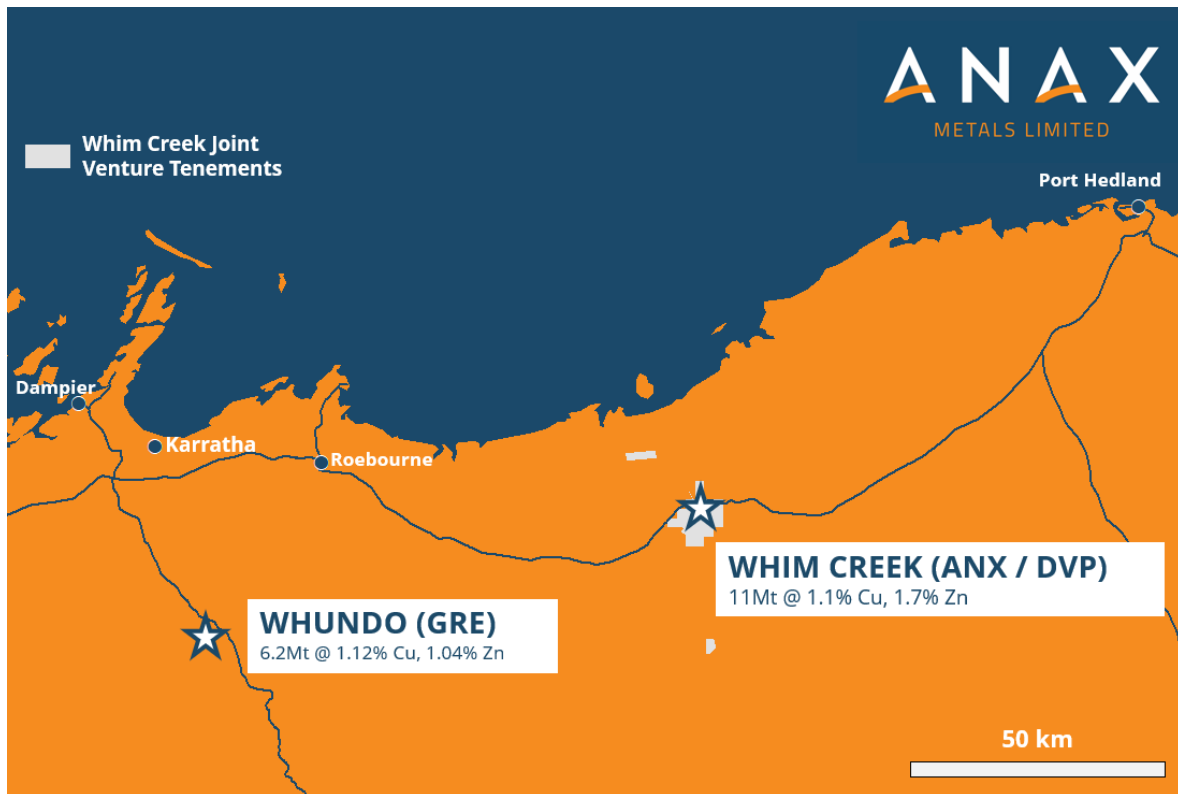 ANAX
METALS LIMITED
Whim Creek Joint
Venture Tenements
Port Hedland
Dampier
Karratha
Roebourne
WHIM CREEK (ANX / DVP)
11Mt @ 1.1% Cu, 1.7% Zn
WHUNDO (GRE)
6.2Mt @ 1.12% Cu, 1.04% Zn
50 km